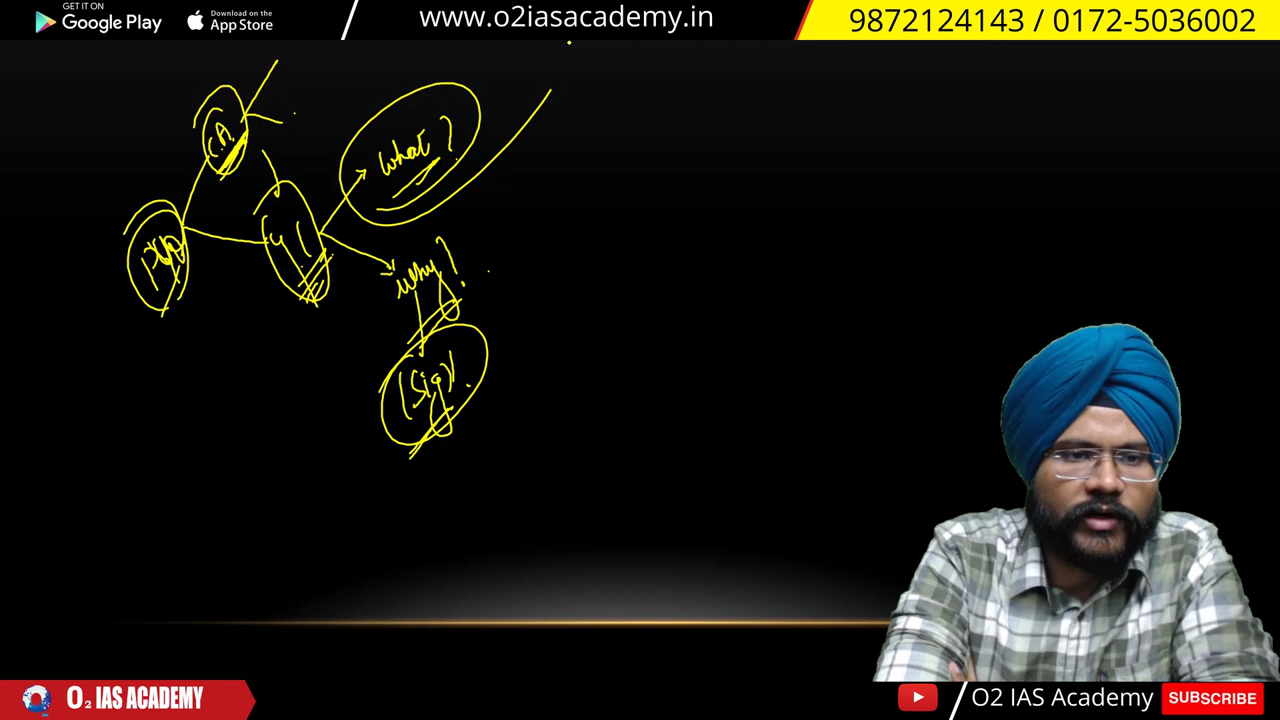 GET IT ON
Google Play
Download on the
App Store
www.o2iasacademy.in
9872124143 / 0172-5036002
C.A.
What?
Why?
(Sig).
O2 IAS ACADEMY
O2 IAS Academy
SUBSCRIBE